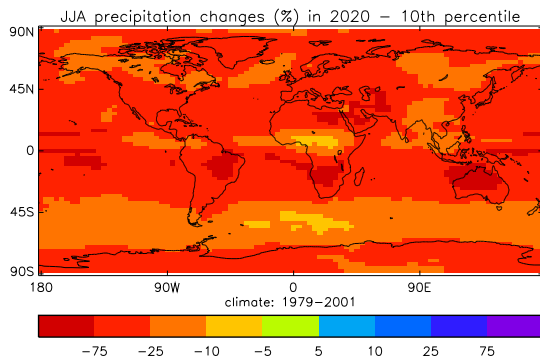 JJA precipitation changes (%) in 2020 – 10th percentile
90N
45N
0
45S
90S
180 90W 0 90E
climate: 1979–2001
−75 −25 −10 −5 5 10 25 75